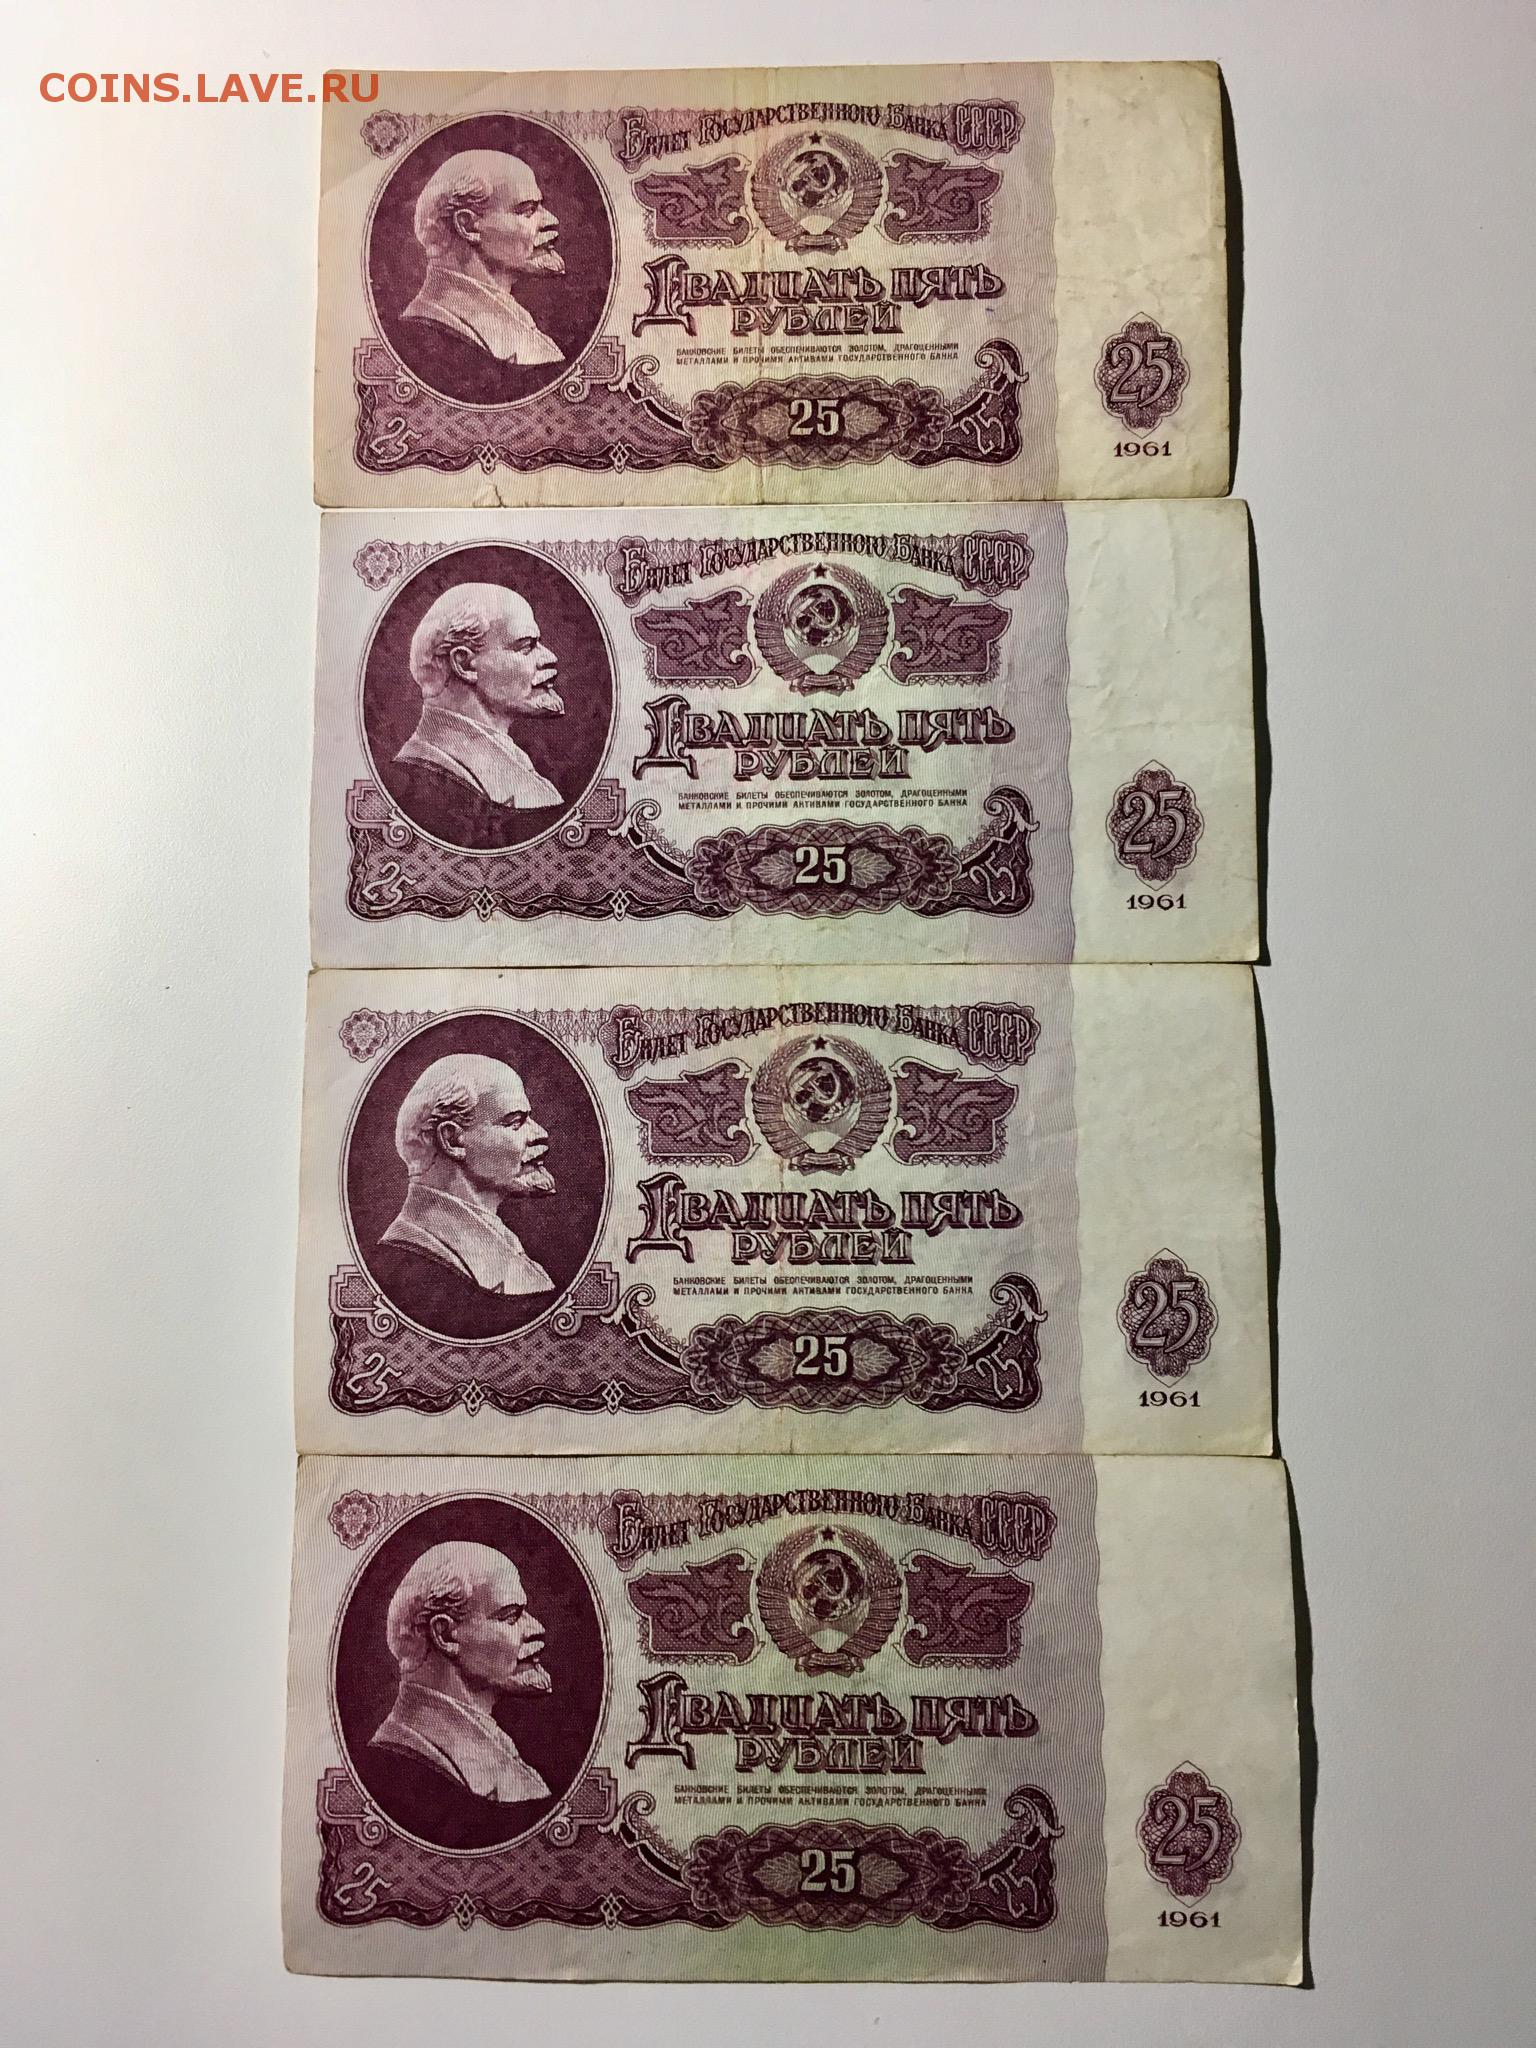 COINS.LAVE.RU
Билет Государственного Банка СССР
Двадцать пять
рублей
БАНКОВСКИЕ БИЛЕТЫ ОБЕСПЕЧИВАЮТСЯ ЗОЛОТОМ, ДРАГОЦЕННЫМИ
МЕТАЛЛАМИ И ПРОЧИМИ АКТИВАМИ ГОСУДАРСТВЕННОГО БАНКА
25
25 25 25
1961
Билет Государственного Банка СССР
Двадцать пять
рублей
БАНКОВСКИЕ БИЛЕТЫ ОБЕСПЕЧИВАЮТСЯ ЗОЛОТОМ, ДРАГОЦЕННЫМИ
МЕТАЛЛАМИ И ПРОЧИМИ АКТИВАМИ ГОСУДАРСТВЕННОГО БАНКА
25
25 25 25
1961
Билет Государственного Банка СССР
Двадцать пять
рублей
БАНКОВСКИЕ БИЛЕТЫ ОБЕСПЕЧИВАЮТСЯ ЗОЛОТОМ, ДРАГОЦЕННЫМИ
МЕТАЛЛАМИ И ПРОЧИМИ АКТИВАМИ ГОСУДАРСТВЕННОГО БАНКА
25
25 25 25
1961
Билет Государственного Банка СССР
Двадцать пять
рублей
БАНКОВСКИЕ БИЛЕТЫ ОБЕСПЕЧИВАЮТСЯ ЗОЛОТОМ, ДРАГОЦЕННЫМИ
МЕТАЛЛАМИ И ПРОЧИМИ АКТИВАМИ ГОСУДАРСТВЕННОГО БАНКА
25
25 25 25
1961